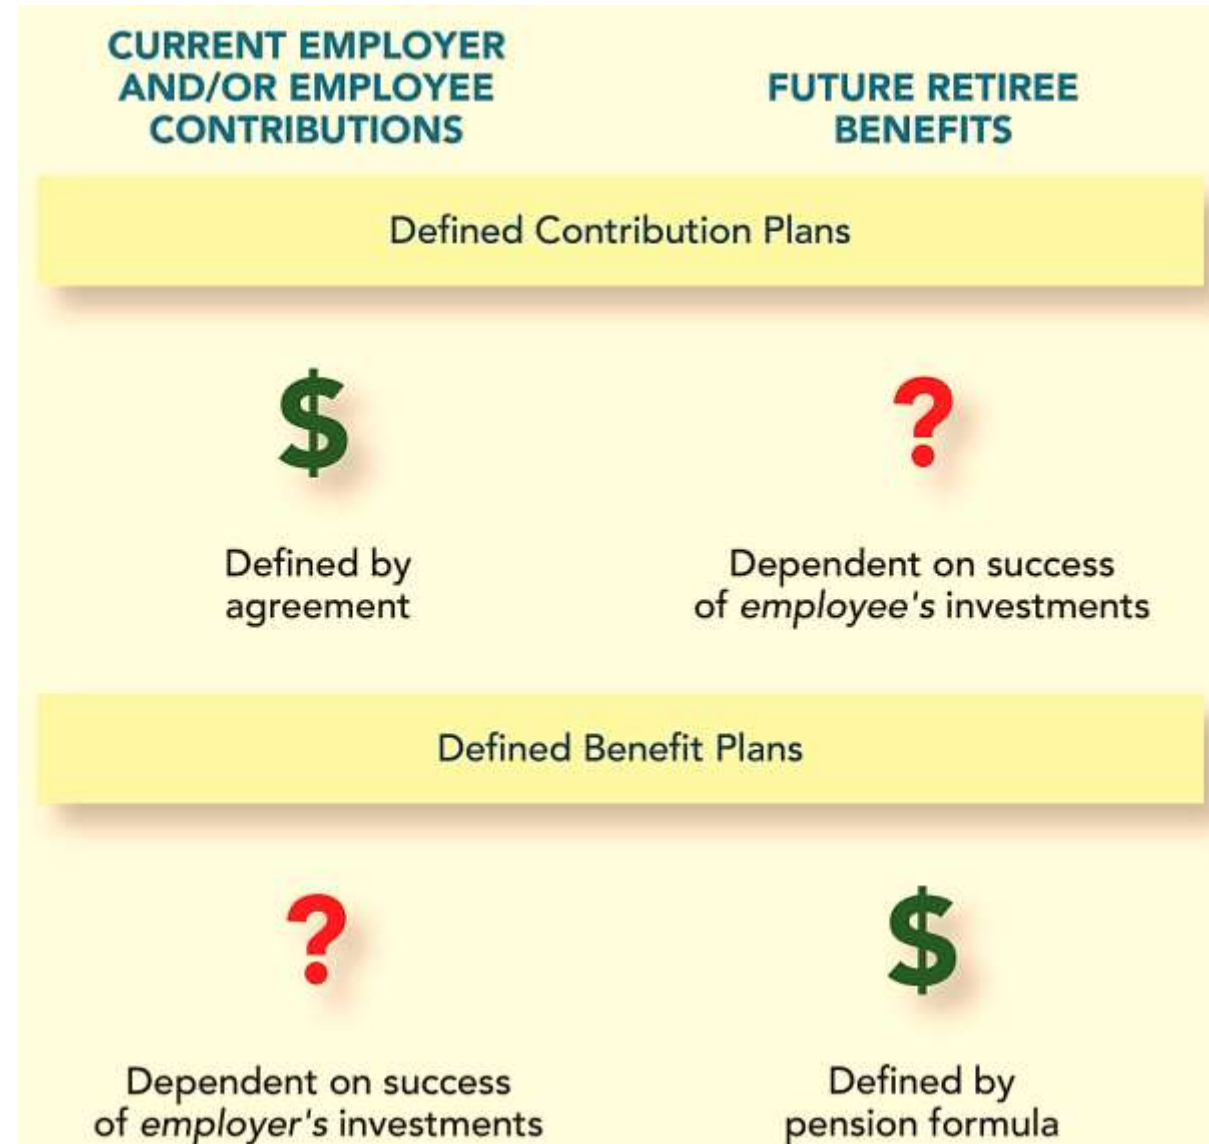 CURRENT EMPLOYER
AND/OR EMPLOYEE
CONTRIBUTIONS
FUTURE RETIREE
BENEFITS
Defined Contribution Plans
$
?
Defined by
agreement
Dependent on success
of employee's investments
Defined Benefit Plans
?
$
Dependent on success
of employer's investments
Defined by
pension formula